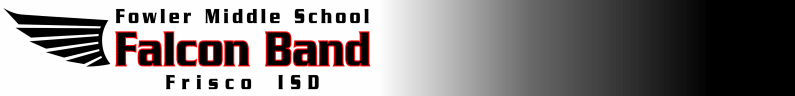 Fowler Middle School
Falcon Band
Frisco ISD